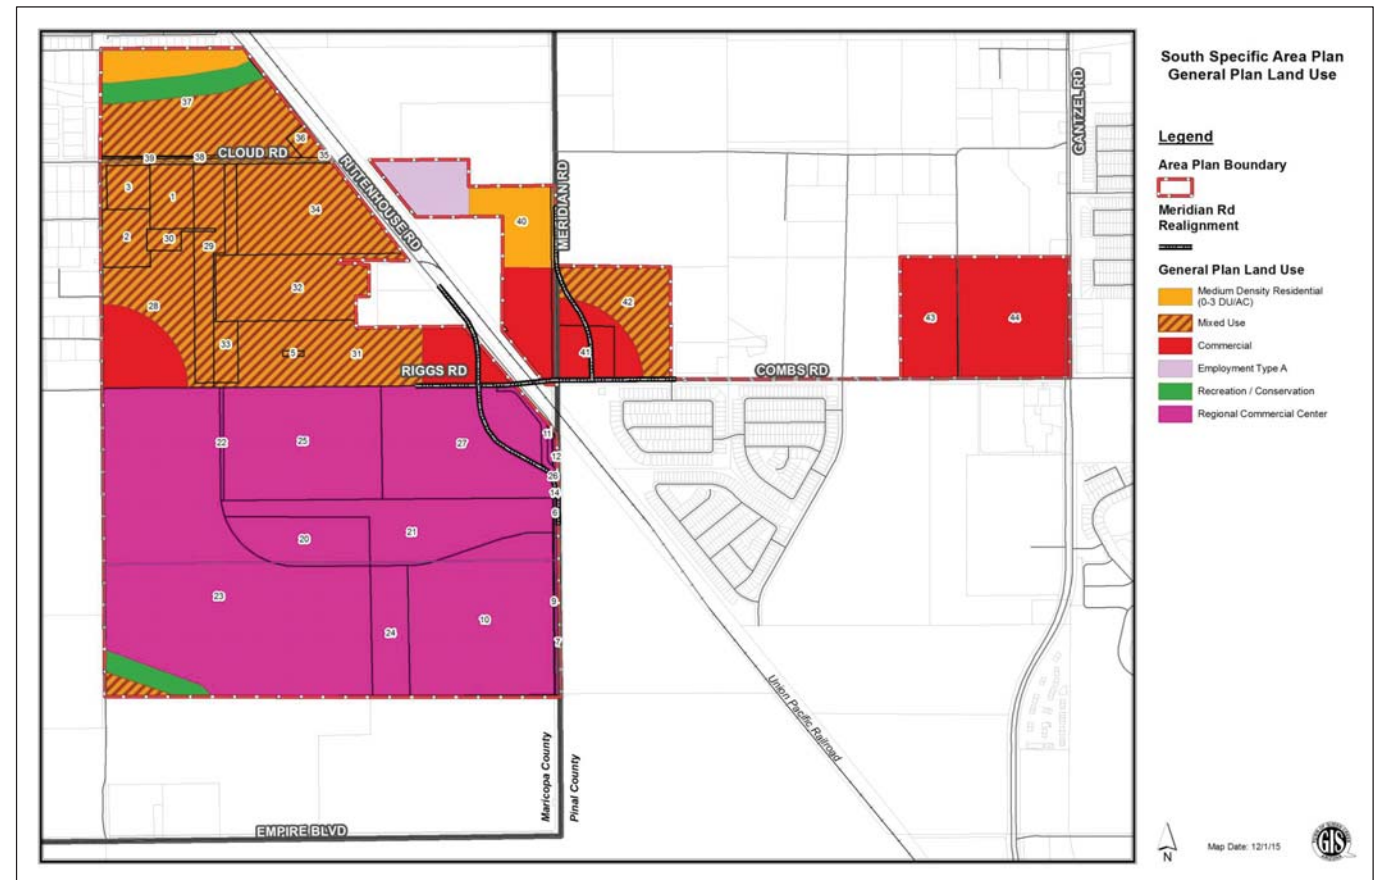 South Specific Area Plan
General Plan Land Use
Legend
Area Plan Boundary
Meridian Rd
Realignment
General Plan Land Use
Medium Density Residential
(0-3 DU/AC)
Mixed Use
Commercial
Employment Type A
Recreation / Conservation
Regional Commercial Center
GANTZEL RD
37
36
CLOUD RD
39
38
35
RITTENHOUSE RD
MERIDIAN RD
3
1
34
40
2
30
29
32
28
42
43
44
33
5
31
41
RIGGS RD
COMBS RD
22
25
27
11
12
26
14
6
20
21
23
9
24
10
7
Union Pacific Railroad
Maricopa County
Pinal County
EMPIRE BLVD
N
Map Date: 12/1/15
GIS